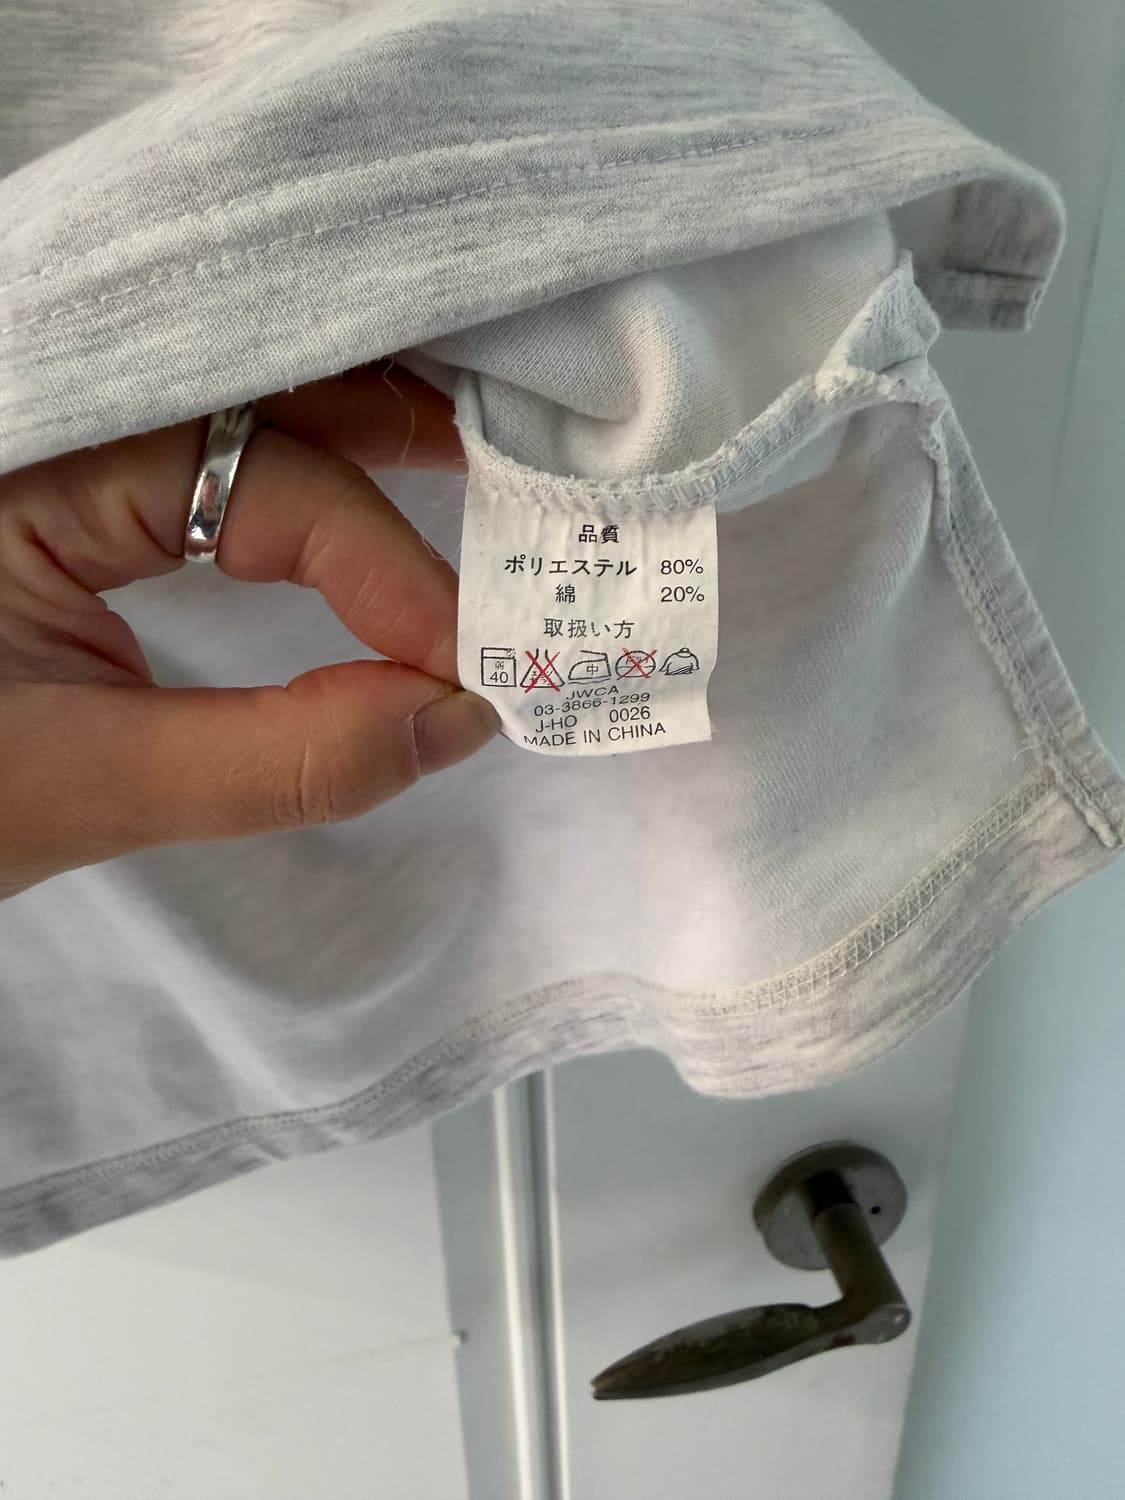 品質
ポリエステル 80%
綿 20%
取扱い方
弱 40 中
JWCA
03-3866-1299
J-HO 0026
MADE IN CHINA